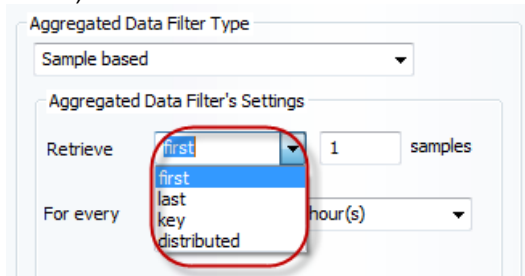 Aggregated Data Filter Type
Sample based
Aggregated Data Filter's Settings
Retrieve first 1 samples
first
last
For every key hour(s)
distributed